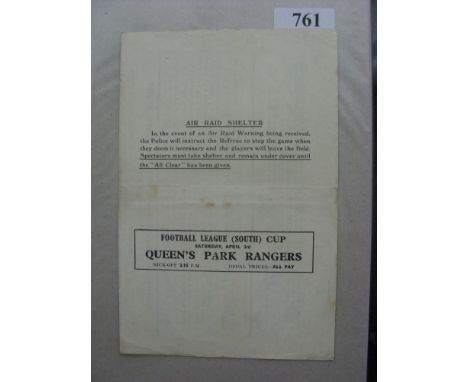 761
AIR RAID SHELTER
In the event of an Air Raid Warning being received,
the Police will instruct the Referee to stop the game when
they deem it necessary and the players will leave the field.
Spectators must take shelter and remain under cover until
the "All Clear" has been given.
FOOTBALL LEAGUE (SOUTH) CUP
SATURDAY, APRIL 3rd
QUEEN'S PARK RANGERS
KICK-OFF 3.15 P.M. USUAL PRICES—ALL PAY